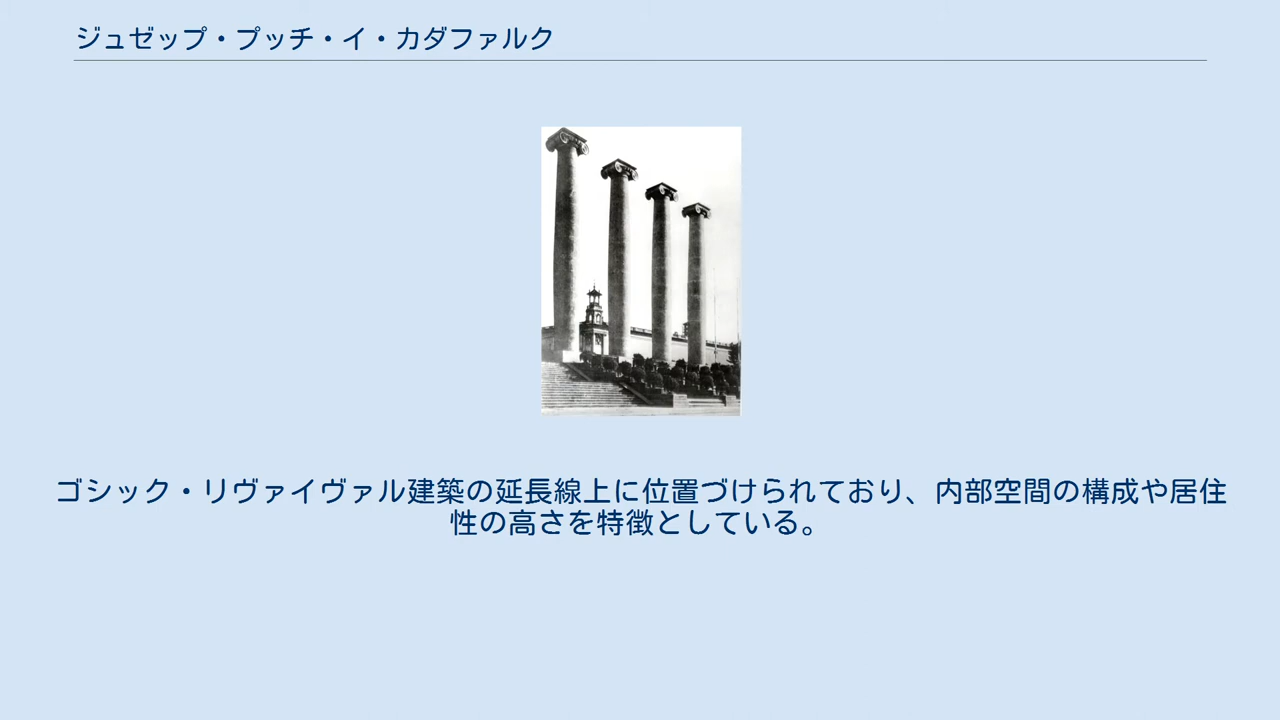 ジュゼップ・プッチ・イ・カダファルク
ゴシック・リヴァイヴァル建築の延長線上に位置づけられており、内部空間の構成や居住
性の高さを特徴としている。